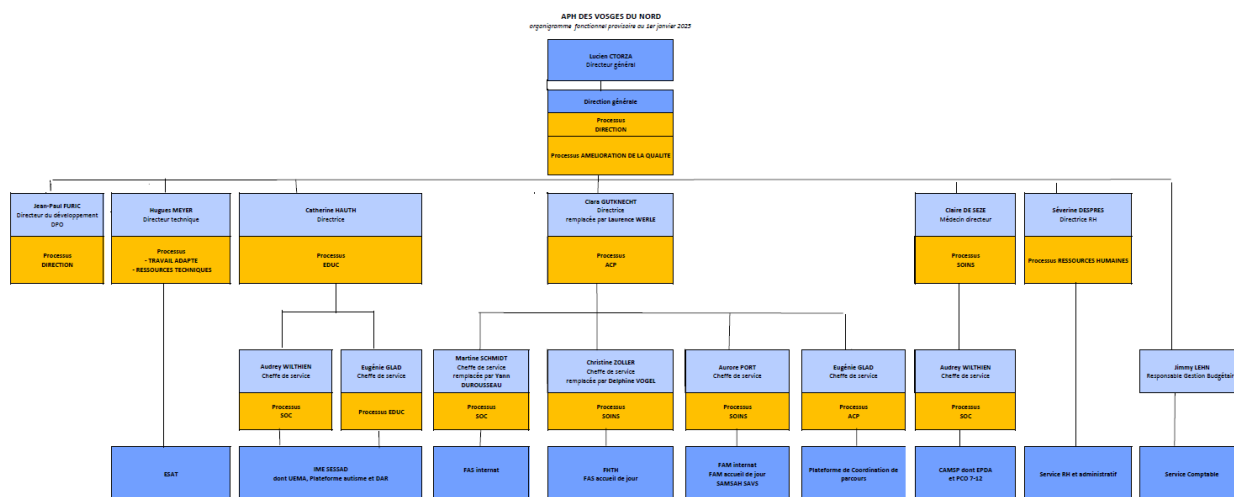 APH DES VOSGES DU NORD
organigramme fonctionnel provisoire au 1er janvier 2023
Lucien CTORZA
Directeur général
Direction générale
Processus
DIRECTION
Processus AMELIORATION DE LA QUALITE
Jean-Paul FURIC
Directeur du développement
DPO
Processus
DIRECTION
Hugues MEYER
Directeur technique
Processus
- TRAVAIL ADAPTE
- RESSOURCES TECHNIQUES
Catherine HAUTH
Directrice
Processus
EDUC
Clara GUTKNECHT
Directrice
remplacée par Laurence WERLE
Processus
ACP
Claire DE SEZE
Médecin directeur
Processus
SOINS
Séverine DESPRES
Directrice RH
Processus RESSOURCES HUMAINES
Audrey WILTHIEN
Cheffe de service
Processus
SOC
Eugénie GLAD
Cheffe de service
Processus EDUC
Martine SCHMIDT
Cheffe de service
remplacée par Yann
DUROUSSEAU
Processus
SOC
Christine ZOLLER
Cheffe de service
remplacée par Delphine VOGEL
Processus
SOINS
Aurore PORT
Cheffe de service
Processus
SOINS
Eugénie GLAD
Cheffe de service
Processus
ACP
Audrey WILTHIEN
Cheffe de service
Processus
SOC
Jimmy LEHN
Responsable Gestion Budgétair
ESAT
IME SESSAD
dont UEMA, Plateforme autisme et DAR
FAS internat
FHTH
FAS accueil de jour
FAM internat
FAM accueil de jour
SAMSAH SAVS
Plateforme de Coordination de
parcours
CAMSP dont EPDA
et PCO 7-12
Service RH et administratif
Service Comptable